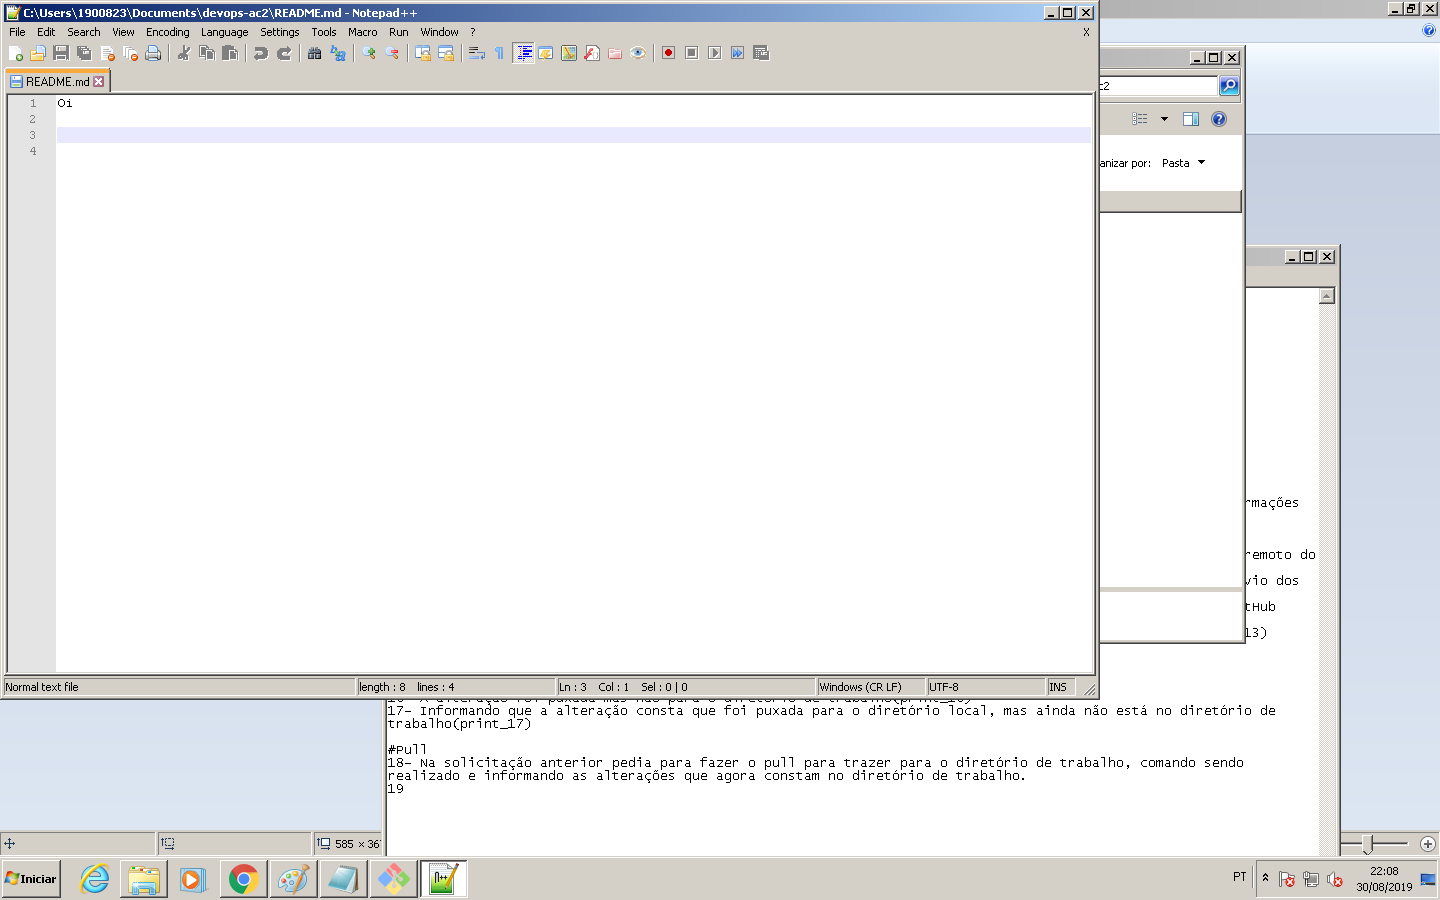 C:\Users\1900823\Documents\devops-ac2\README.md - Notepad++
File Edit Search View Encoding Language Settings Tools Macro Run Window ? X
README.md
1 Oi
2
3
4
Normal text file length : 8 lines : 4 Ln : 3 Col : 1 Sel : 0 | 0 Windows (CR LF) UTF-8 INS
c2
anizar por: Pasta
rmações
remoto do
vio dos
tHub
13)
17- Informando que a alteração consta que foi puxada para o diretório local, mas ainda não está no diretório de
trabalho(print_17)
#Pull
18- Na solicitação anterior pedia para fazer o pull para trazer para o diretório de trabalho, comando sendo
realizado e informando as alterações que agora constam no diretório de trabalho.
19
585 × 367
Iniciar
PT
22:08
30/08/2019